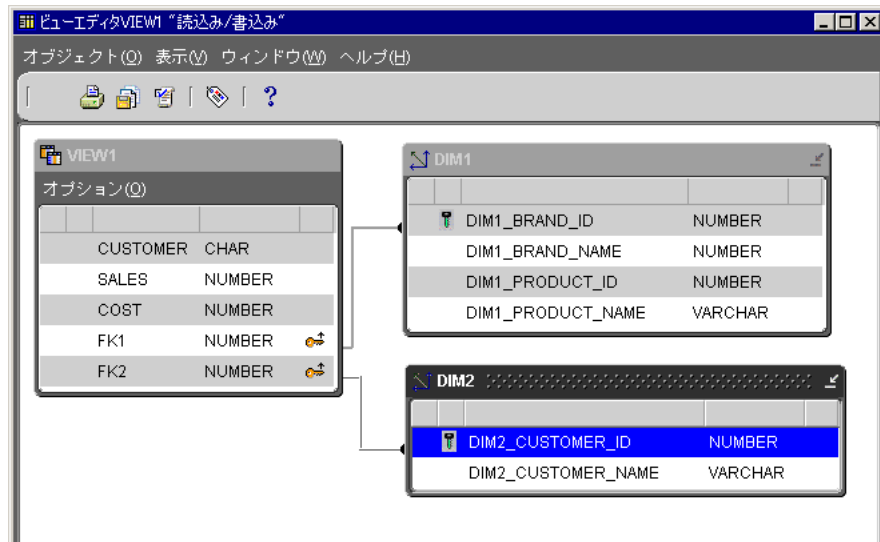 ビューエディタVIEW1 “読込み/書込み“
オブジェクト(O) 表示(V) ウィンドウ(W) ヘルプ(H)
?
VIEW1
オプション(O)
CUSTOMER CHAR
SALES NUMBER
COST NUMBER
FK1 NUMBER
FK2 NUMBER
DIM1
DIM1_BRAND_ID NUMBER
DIM1_BRAND_NAME NUMBER
DIM1_PRODUCT_ID NUMBER
DIM1_PRODUCT_NAME VARCHAR
DIM2
DIM2_CUSTOMER_ID NUMBER
DIM2_CUSTOMER_NAME VARCHAR